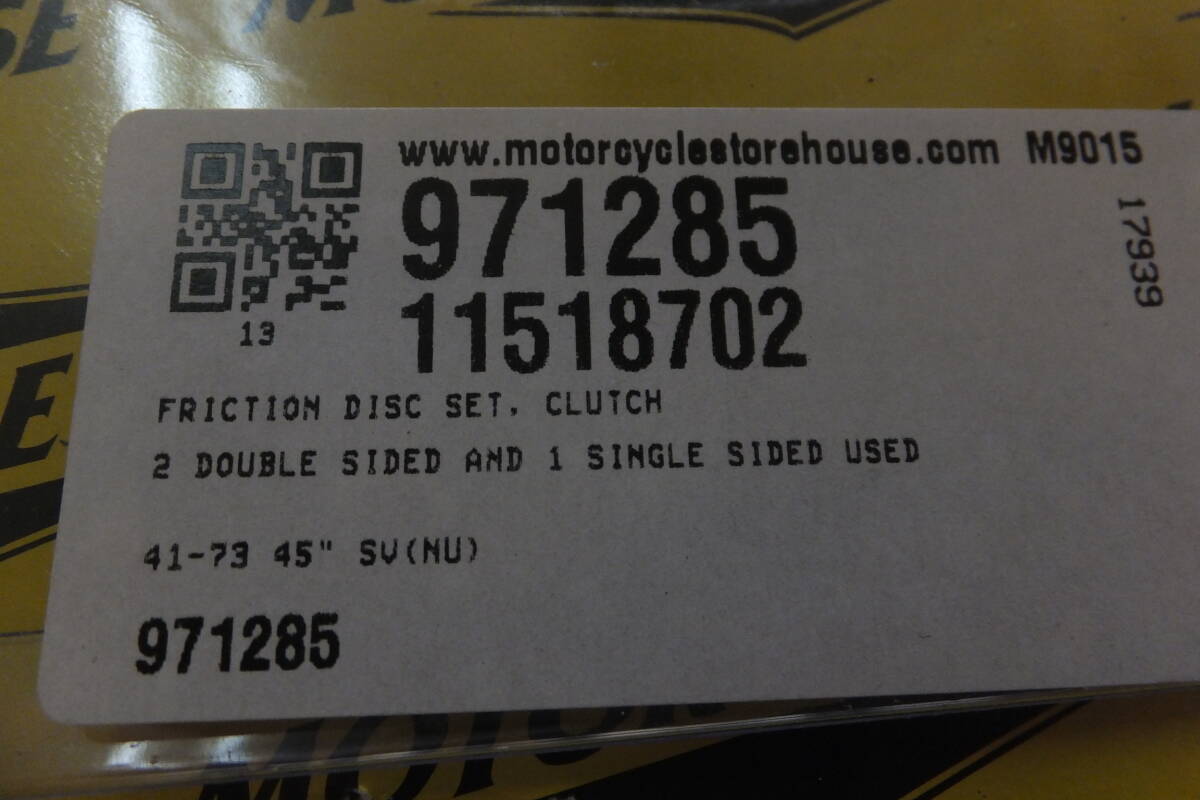 www.motorcyclestorehouse.com M9015
971285
17939
11518702
13
FRICTION DISC SET, CLUTCH
2 DOUBLE SIDED AND 1 SINGLE SIDED USED
41-73 45" SV(NU)
971285